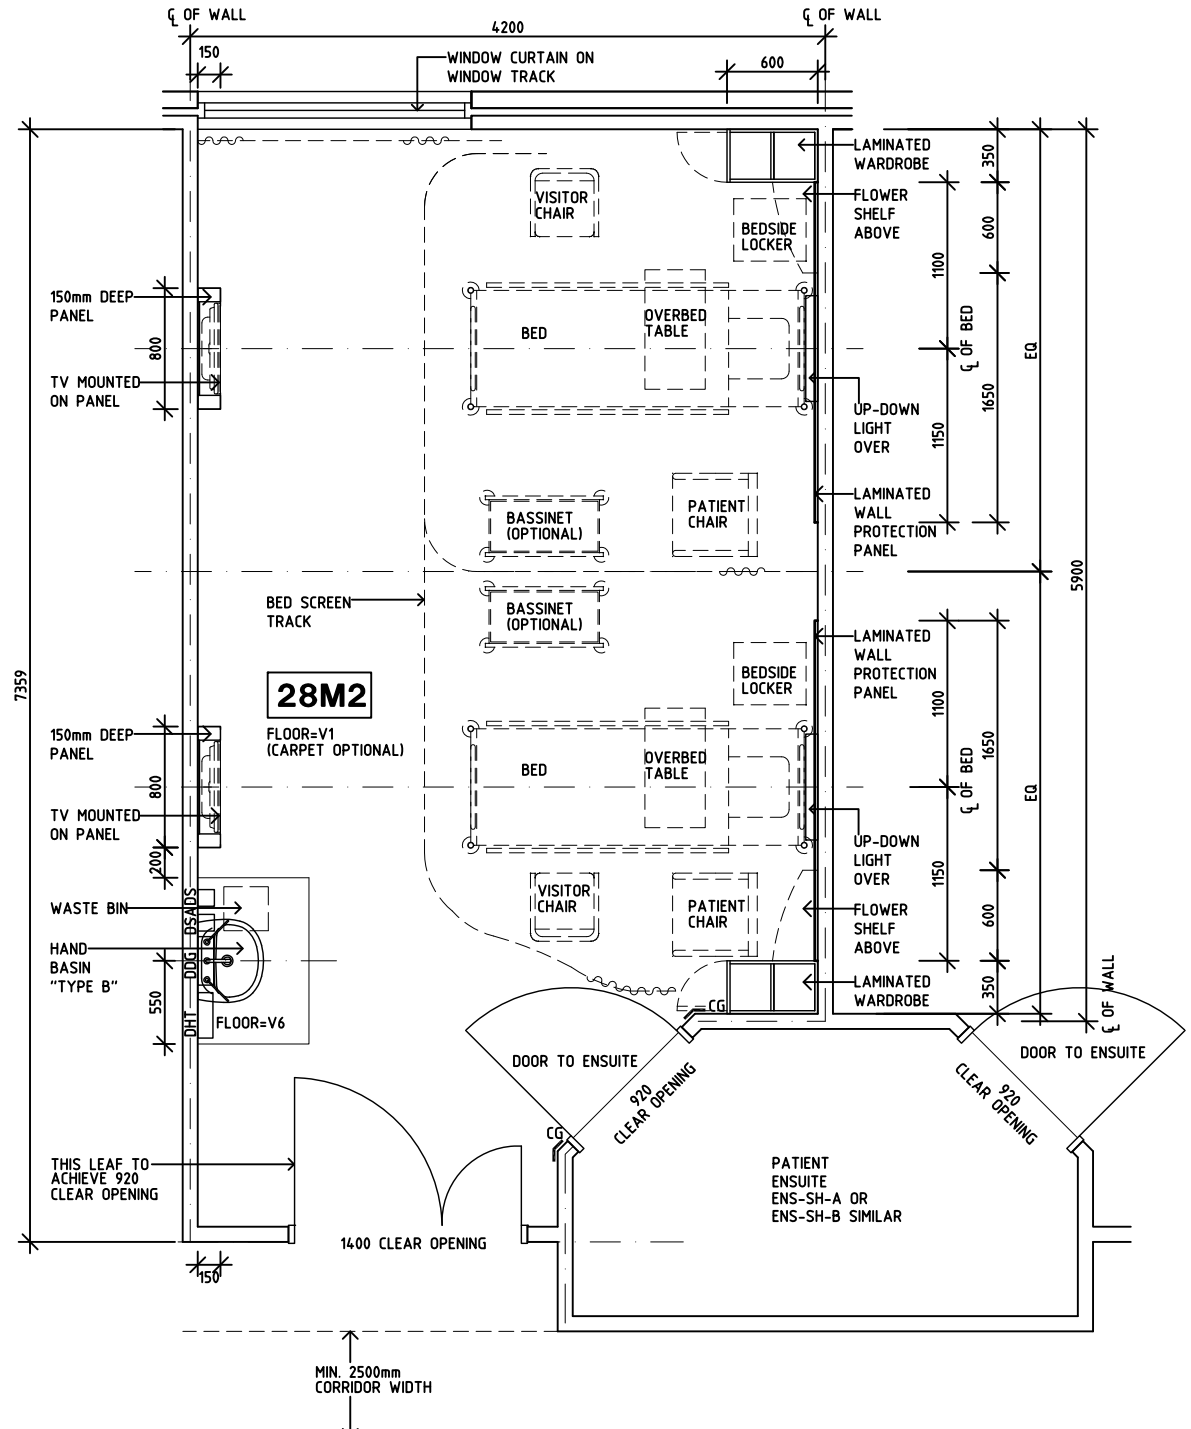 ℄ OF WALL
℄ OF WALL
4200
150
WINDOW CURTAIN ON
WINDOW TRACK
600
LAMINATED
WARDROBE
350
VISITOR
CHAIR
FLOWER
SHELF
ABOVE
BEDSIDE
LOCKER
600
1100
150mm DEEP
PANEL
BED
OVERBED
TABLE
℄ OF BED
EQ
800
TV MOUNTED
ON PANEL
UP-DOWN
LIGHT
OVER
1650
1150
BASSINET
(OPTIONAL)
PATIENT
CHAIR
LAMINATED
WALL
PROTECTION
PANEL
5900
BED SCREEN
TRACK
BASSINET
(OPTIONAL)
LAMINATED
WALL
PROTECTION
PANEL
7359
28M2
BEDSIDE
LOCKER
1100
1650
FLOOR=V1
(CARPET OPTIONAL)
150mm DEEP
PANEL
BED
OVERBED
TABLE
℄ OF BED
EQ
800
TV MOUNTED
ON PANEL
UP-DOWN
LIGHT
OVER
200
1150
WASTE BIN
DSA
DS
VISITOR
CHAIR
PATIENT
CHAIR
FLOWER
SHELF
ABOVE
600
HAND
BASIN
"TYPE B"
DDG
550
DHT
FLOOR=V6
LAMINATED
WARDROBE
350
℄ OF WALL
CG
DOOR TO ENSUITE
DOOR TO ENSUITE
920
CLEAR OPENING
920
CLEAR OPENING
CG
THIS LEAF TO
ACHIEVE 920
CLEAR OPENING
PATIENT
ENSUITE
ENS-SH-A OR
ENS-SH-B SIMILAR
1400 CLEAR OPENING
150
MIN. 2500mm
CORRIDOR WIDTH